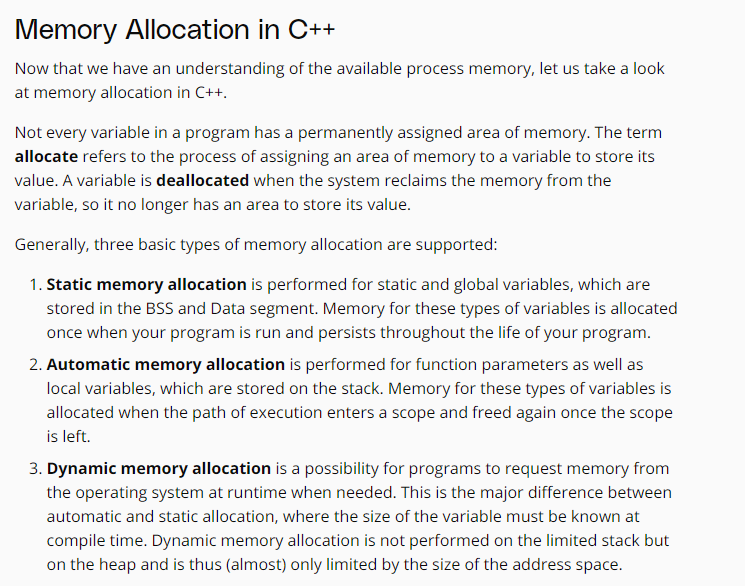 Memory Allocation in C++
Now that we have an understanding of the available process memory, let us take a look
at memory allocation in C++.
Not every variable in a program has a permanently assigned area of memory. The term
allocate refers to the process of assigning an area of memory to a variable to store its
value. A variable is deallocated when the system reclaims the memory from the
variable, so it no longer has an area to store its value.
Generally, three basic types of memory allocation are supported:
1. Static memory allocation is performed for static and global variables, which are
stored in the BSS and Data segment. Memory for these types of variables is allocated
once when your program is run and persists throughout the life of your program.
2. Automatic memory allocation is performed for function parameters as well as
local variables, which are stored on the stack. Memory for these types of variables is
allocated when the path of execution enters a scope and freed again once the scope
is left.
3. Dynamic memory allocation is a possibility for programs to request memory from
the operating system at runtime when needed. This is the major difference between
automatic and static allocation, where the size of the variable must be known at
compile time. Dynamic memory allocation is not performed on the limited stack but
on the heap and is thus (almost) only limited by the size of the address space.